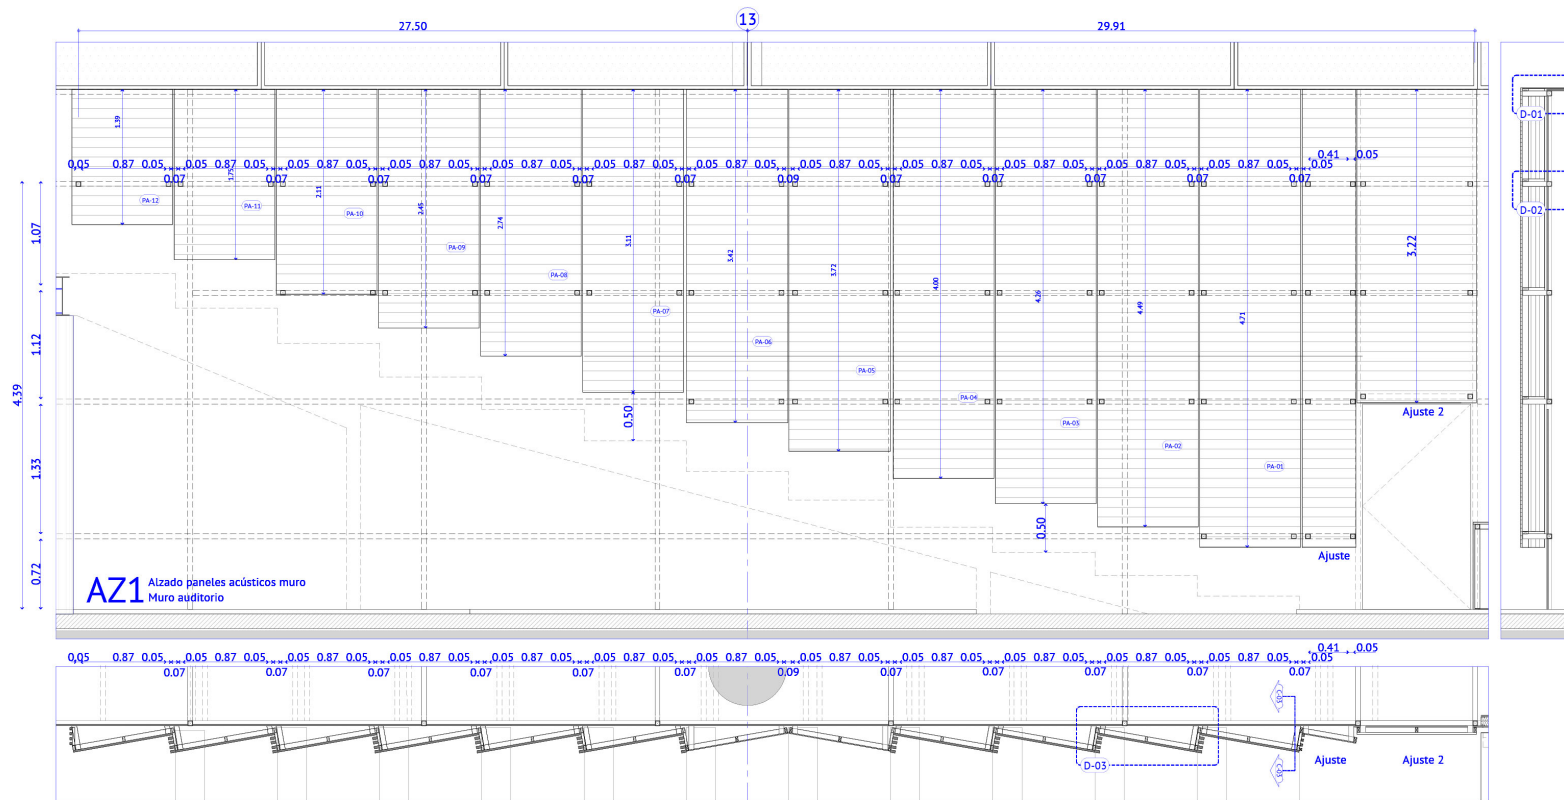 27.50 13 29.91
1.39 1.75 2.11 2.45 2.74 3.11 3.42 3.72 4.00 4.26 4.49 4.71 3.22
0.41 0.05
0,05 0.87 0.05 0.05 0.87 0.05 0.05 0.87 0.05 0.05 0.87 0.05 0.05 0.87 0.05 0.05 0.87 0.05 0.05 0.87 0.05 0.05 0.87 0.05 0.05 0.87 0.05 0.05 0.87 0.05 0.05 0.87 0.05 0.05 0.87 0.05 0.05
0.07 0.07 0.07 0.07 0.07 0.07 0.09 0.07 0.07 0.07 0.07 0.07
D-01
D-02
PA-12
PA-11
PA-10
PA-09
PA-08
PA-07
PA-06
PA-05
PA-04
PA-03
PA-02
PA-01
4.39
1.07
1.12
1.33
0.72
0.50
0.50
Ajuste 2
Ajuste
AZ1
Alzado paneles acústicos muro
Muro auditorio
0.41 0.05
0,05 0.87 0.05 0.05 0.87 0.05 0.05 0.87 0.05 0.05 0.87 0.05 0.05 0.87 0.05 0.05 0.87 0.05 0.05 0.87 0.05 0.05 0.87 0.05 0.05 0.87 0.05 0.05 0.87 0.05 0.05 0.87 0.05 0.05 0.87 0.05 0.05
0.07 0.07 0.07 0.07 0.07 0.07 0.09 0.07 0.07 0.07 0.07 0.07
C-03
D-03
C-03
Ajuste
Ajuste 2